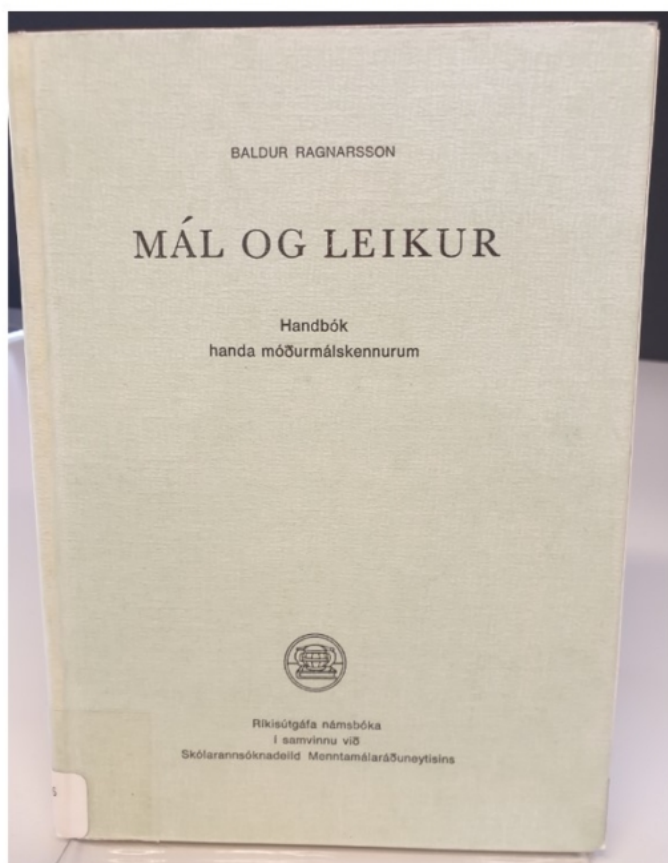 BALDUR RAGNARSSON
MÁL OG LEIKUR
Handbók
handa móðurmálskennurum
Ríkisútgáfa námsbóka
í samvinnu við
Skólarannsóknadeild Menntamálaráðuneytisins